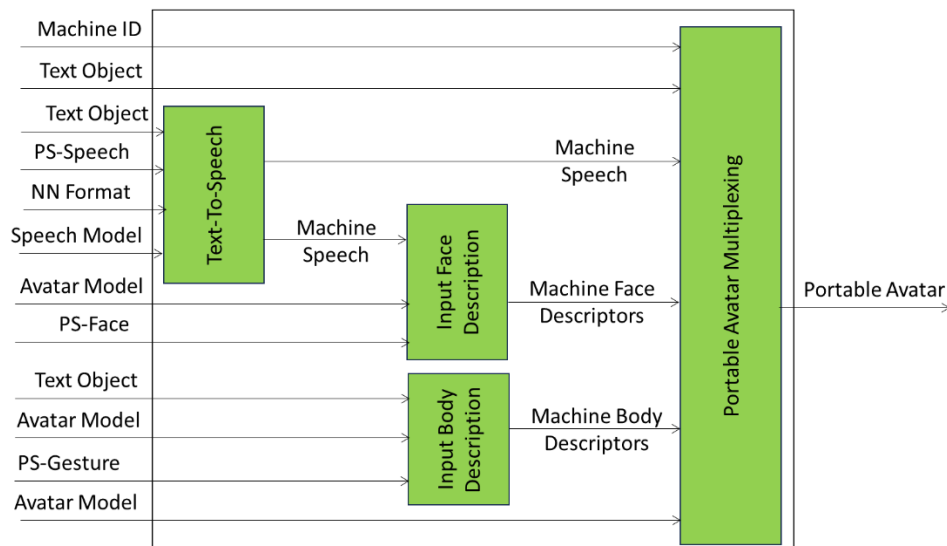 Machine ID
Text Object
Text Object
PS-Speech
NN Format
Speech Model
Avatar Model
PS-Face
Text Object
Avatar Model
PS-Gesture
Avatar Model
Text-To-Speech
Machine
Speech
Machine
Speech
Input Face
Description
Machine Face
Descriptors
Input Body
Description
Machine Body
Descriptors
Portable Avatar Multiplexing
Portable Avatar